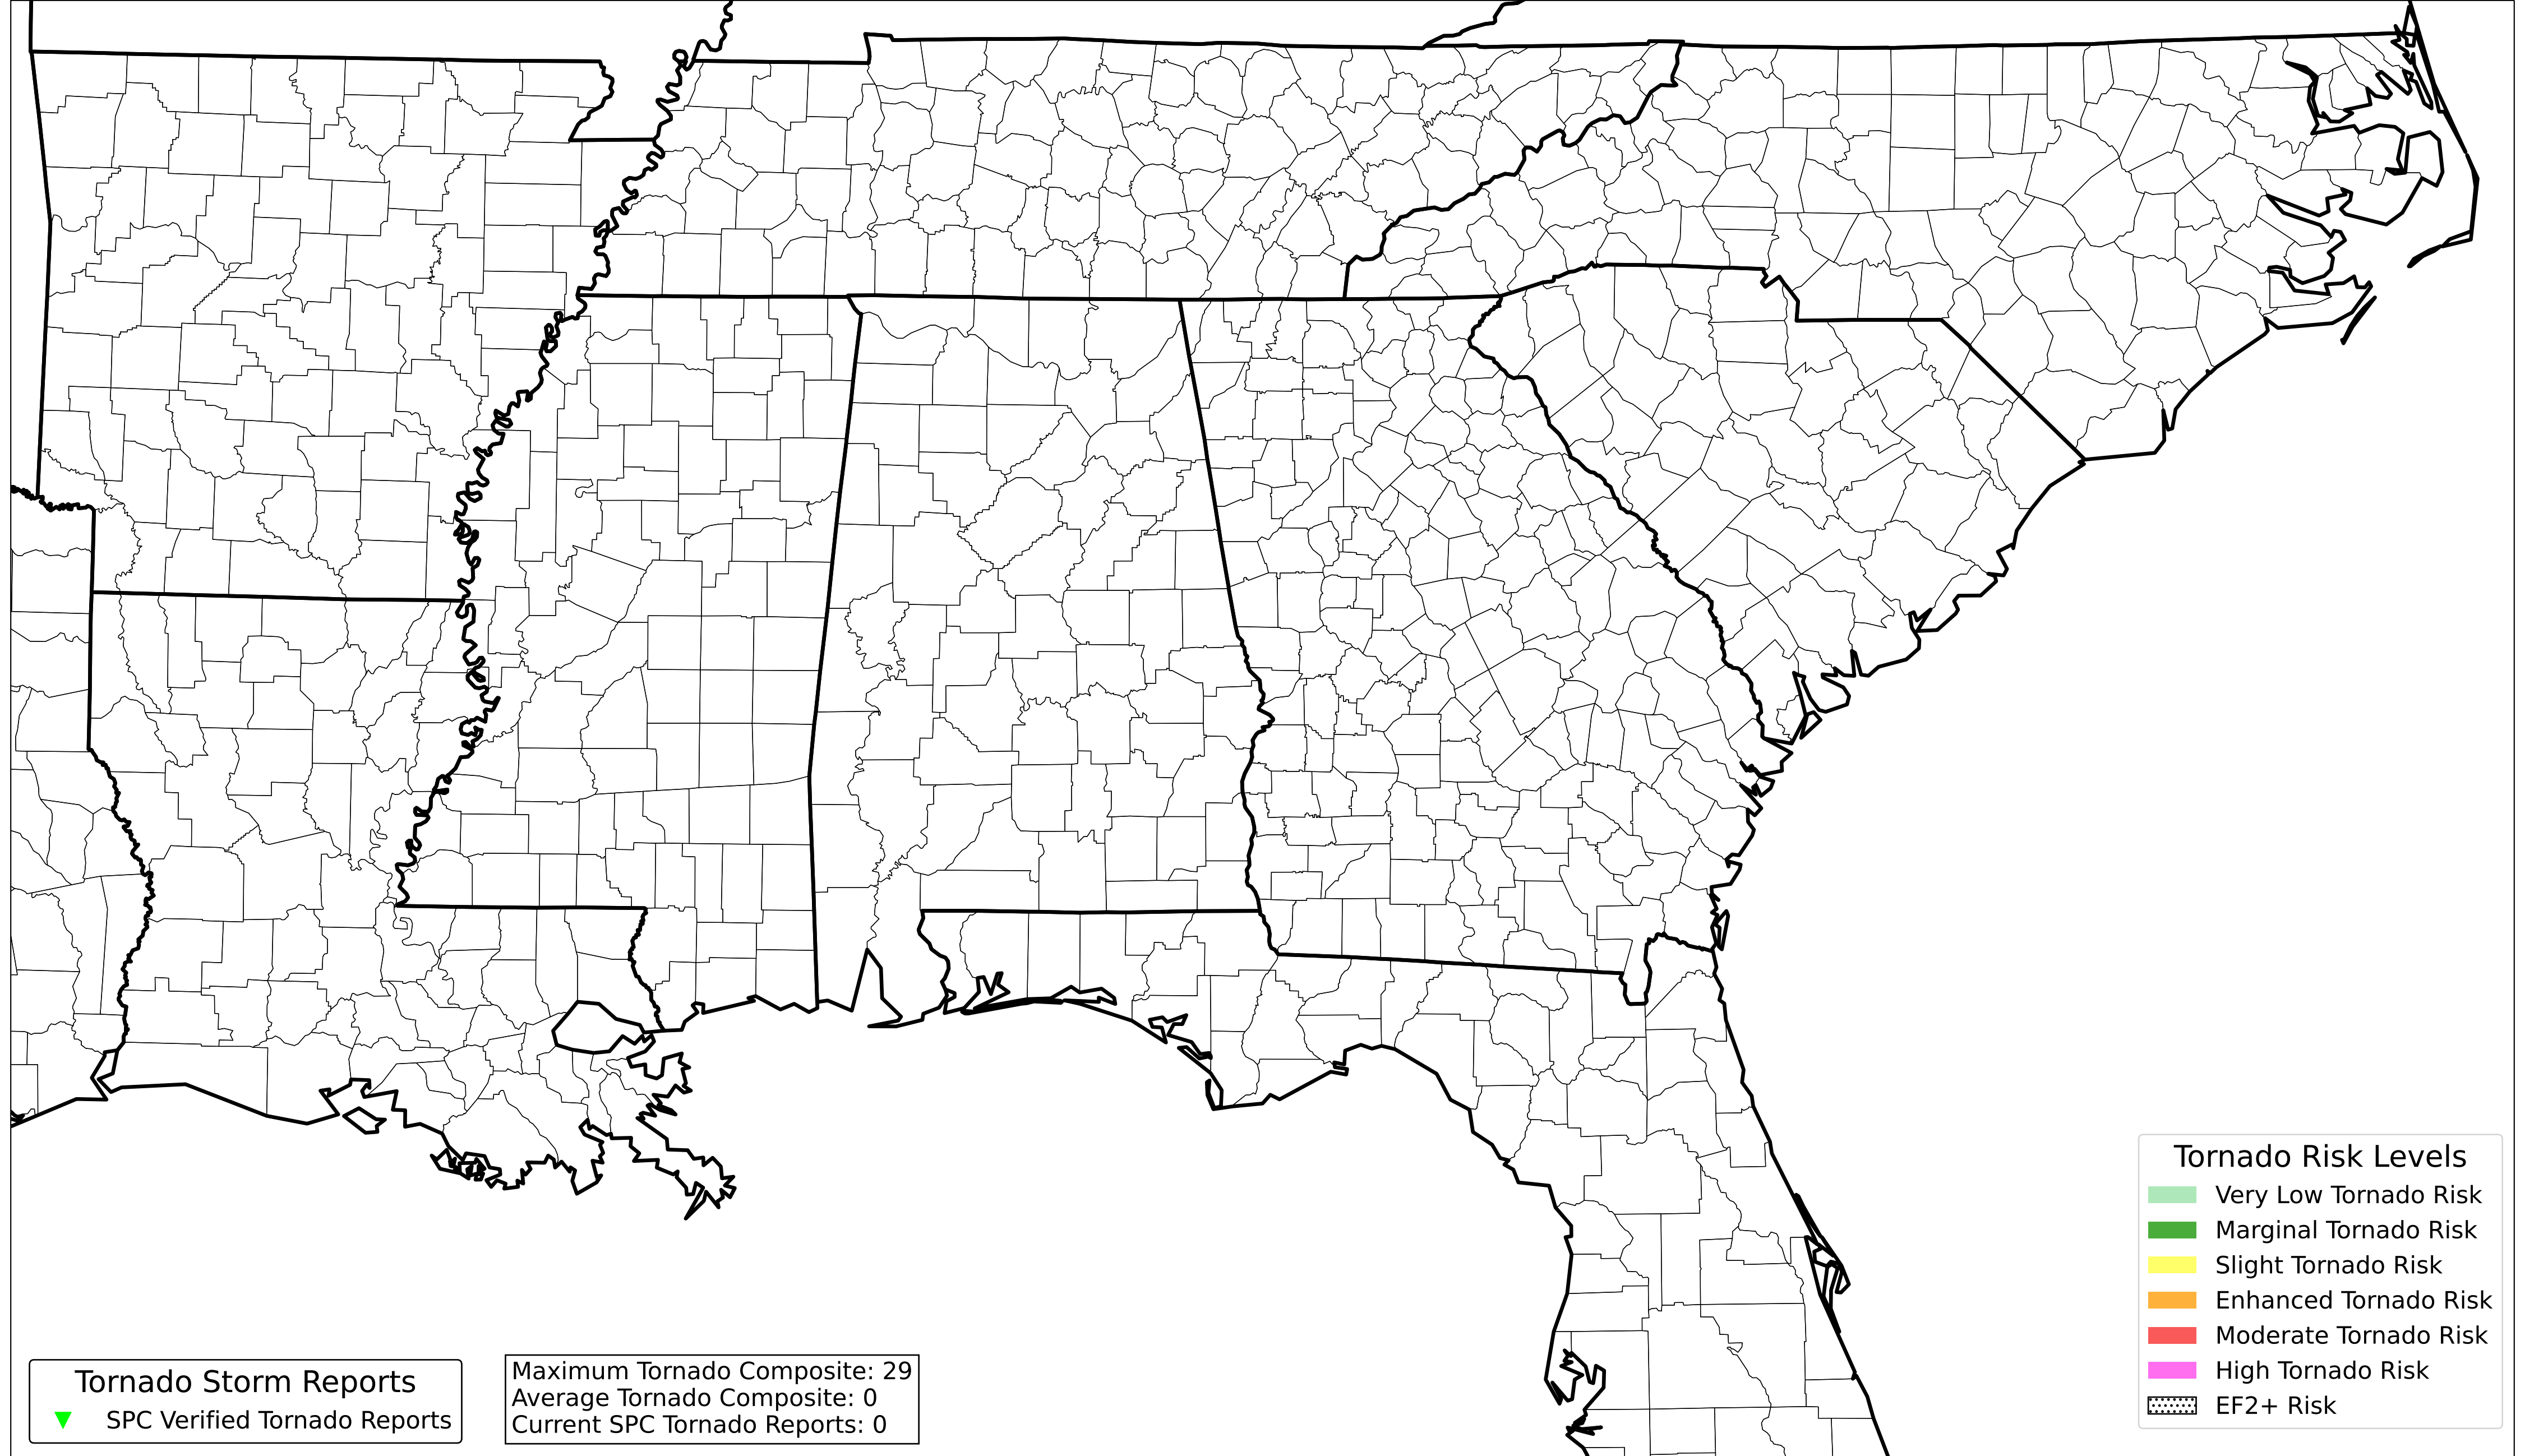 Tornado Risk Levels
Very Low Tornado Risk
Marginal Tornado Risk
Slight Tornado Risk
Enhanced Tornado Risk
Moderate Tornado Risk
High Tornado Risk
EF2+ Risk
Tornado Storm Reports
SPC Verified Tornado Reports
Maximum Tornado Composite: 29
Average Tornado Composite: 0
Current SPC Tornado Reports: 0